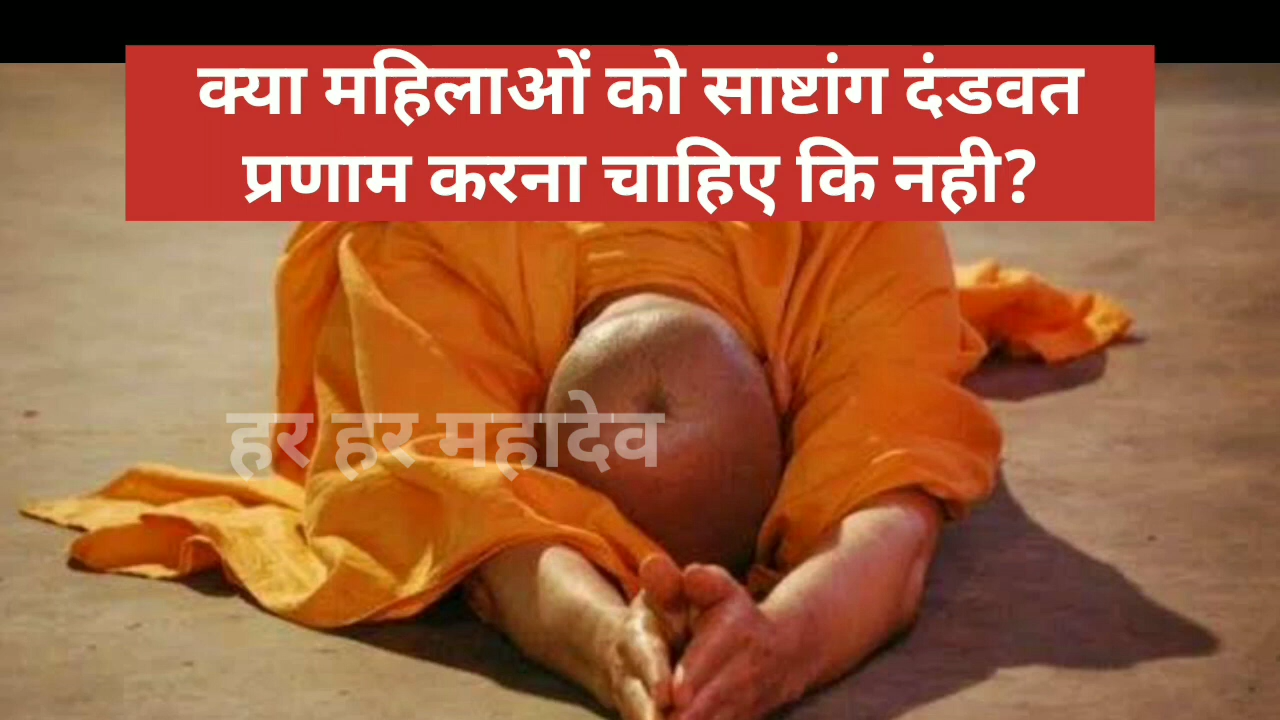 क्या महिलाओं को साष्टांग दंडवत
प्रणाम करना चाहिए कि नही?
हर हर महादेव